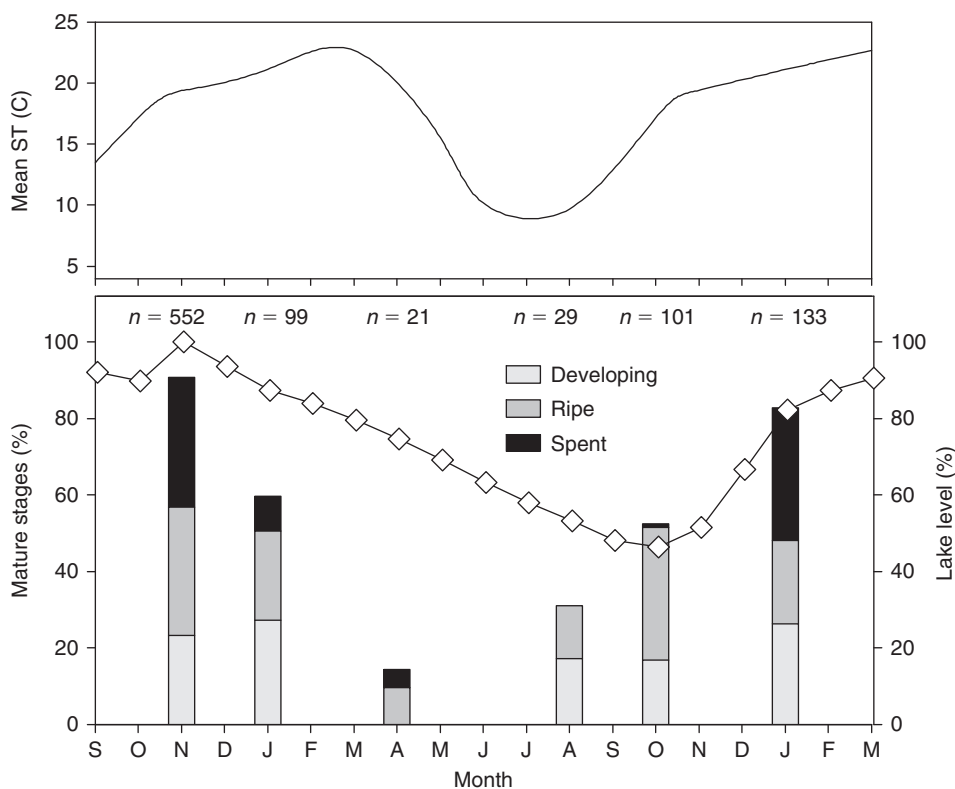 25
20
15
10
5
Mean ST (C)
n = 552 n = 99 n = 21 n = 29 n = 101 n = 133
100
80
60
40
20
0
Mature stages (%)
Developing
Ripe
Spent
100
80
60
40
20
0
Lake level (%)
S O N D J F M A M J J A S O N D J F M
Month